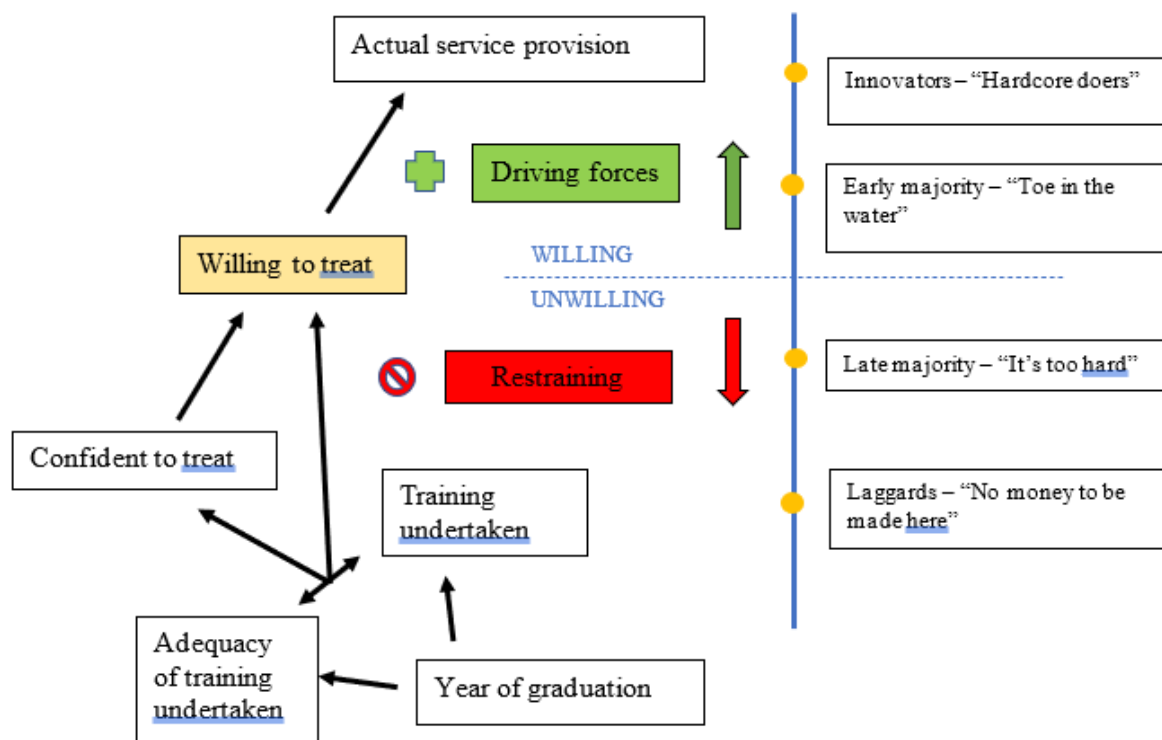 Actual service provision
Innovators – “Hardcore doers”
Driving forces
Early majority – “Toe in the
water”
Willing to treat
WILLING
UNWILLING
Restraining
Late majority – “It’s too hard”
Confident to treat
Training
undertaken
Laggards – “No money to be
made here”
Adequacy
of training
undertaken
Year of graduation